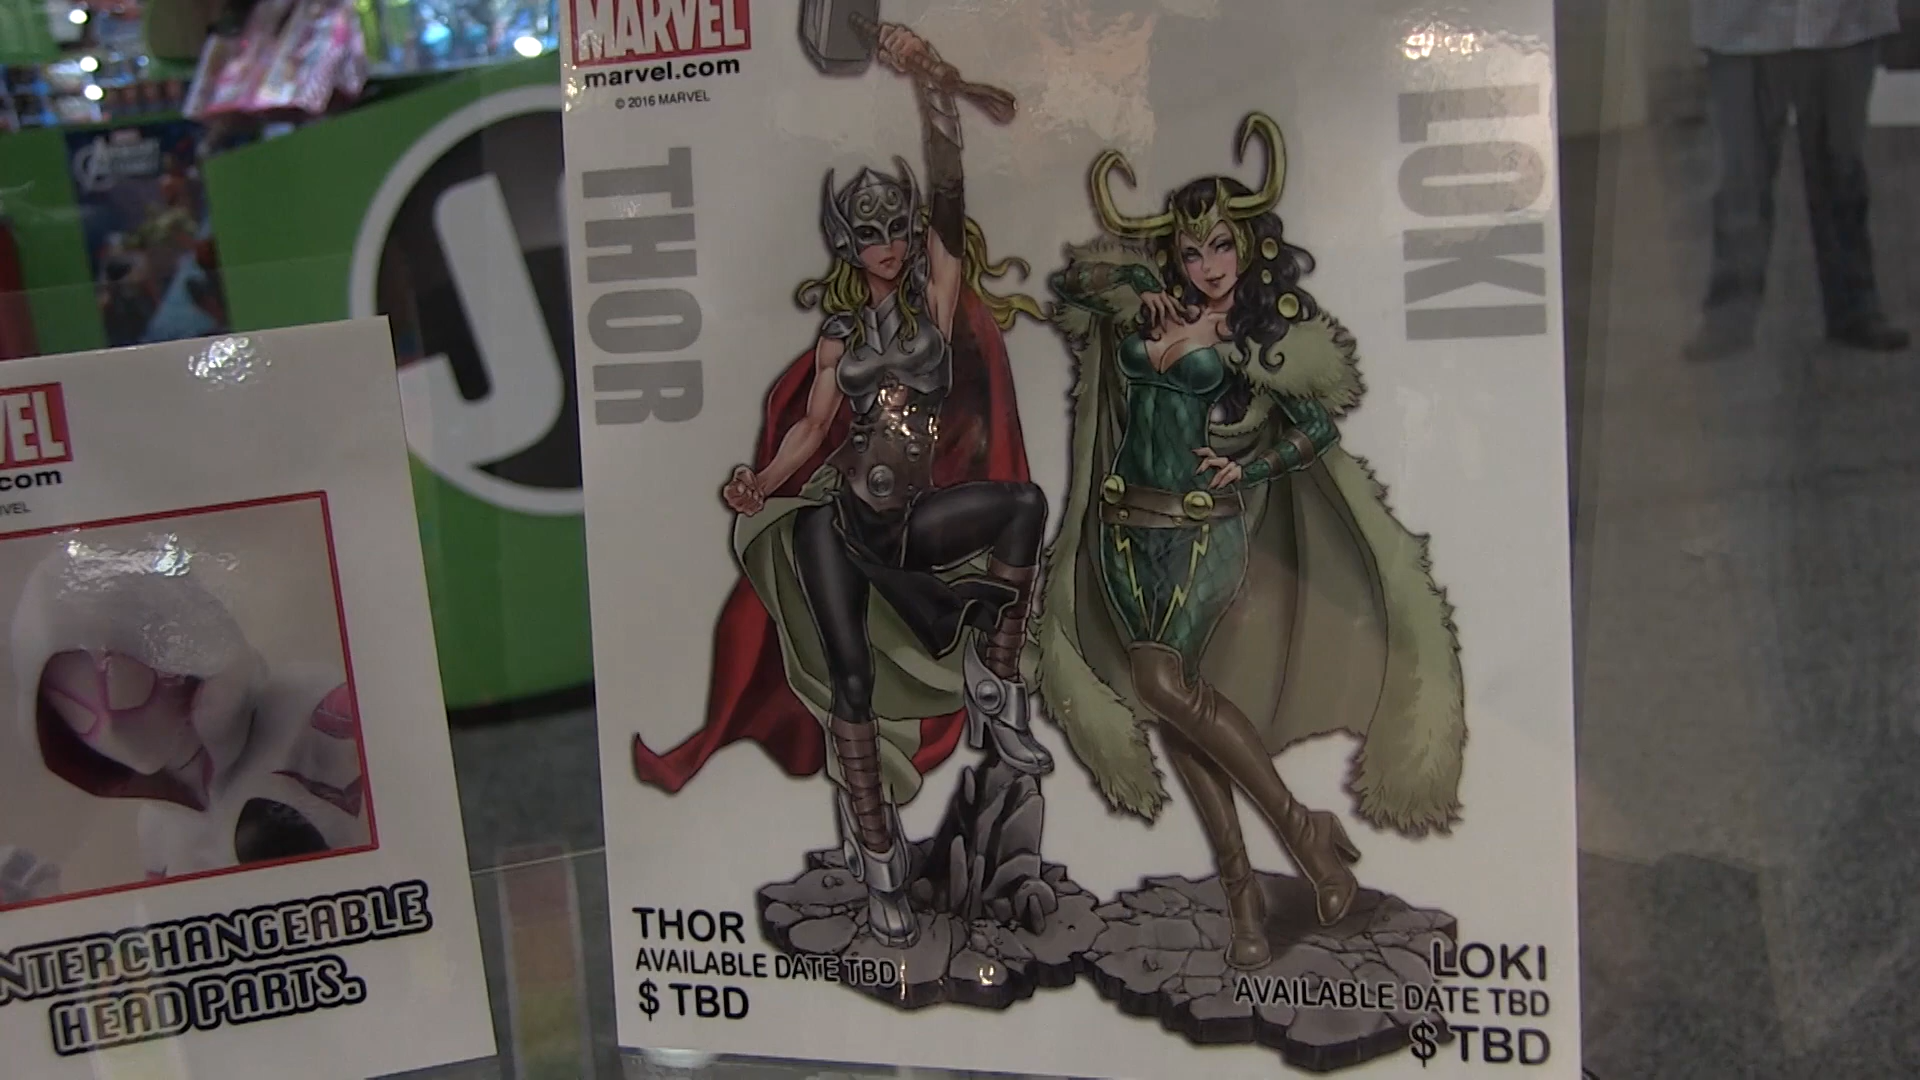 MARVEL
marvel.com
© 2016 MARVEL
THOR
LOKI
THOR
AVAILABLE DATE TBD
$ TBD
LOKI
AVAILABLE DATE TBD
$ TBD
VEL
com
VEL
NTERCHANGEABLE
HEAD PARTS.
J
A